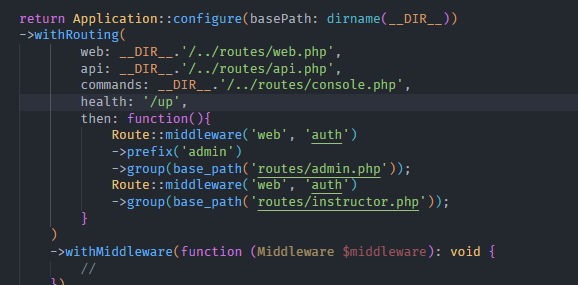 return Application::configure(basePath: dirname(__DIR__))
->withRouting(
web: __DIR__.'/../routes/web.php',
api: __DIR__.'/../routes/api.php',
commands: __DIR__.'/../routes/console.php',
health: '/up',
then: function(){
Route::middleware('web', 'auth')
->prefix('admin')
->group(base_path('routes/admin.php'));
Route::middleware('web', 'auth')
->group(base_path('routes/instructor.php'));
}
)
->withMiddleware(function (Middleware $middleware): void {
//
})